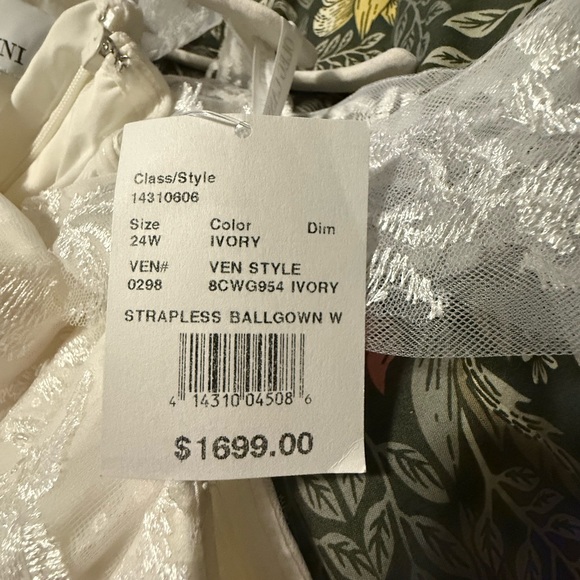 NI
Class/Style
14310606
Size Color Dim
24W IVORY
VEN# VEN STYLE
0298 8CWG954 IVORY
STRAPLESS BALLGOWN W
4 14310 04508 6
$1699.00